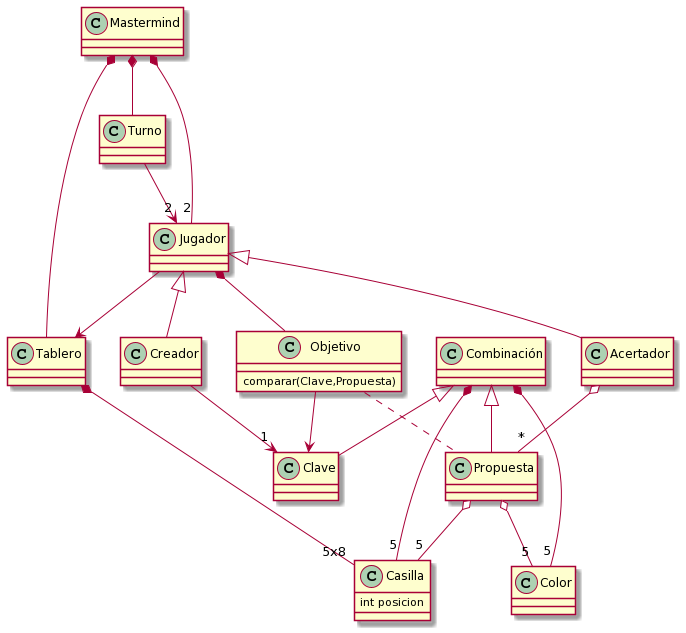 C Mastermind
C Turno
2 2
C Jugador
C Tablero
C Creador
C Objetivo
comparar(Clave,Propuesta)
C Combinación
C Acertador
1
*
C Clave
C Propuesta
5x8
5
5
5
5
C Casilla
int posicion
C Color